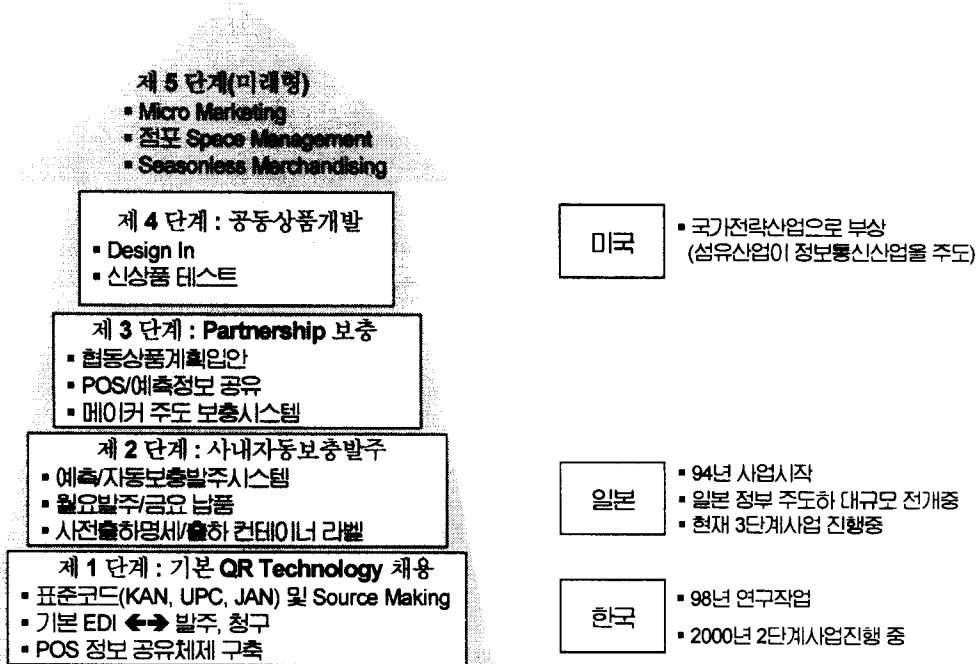 제 5 단계(미래형)
▪ Micro Marketing
▪ 점포 Space Management
▪ Seasonless Merchandising
제 4 단계 : 공동상품개발
▪ Design In
▪ 신상품 테스트
제 3 단계 : Partnership 보충
▪ 협동상품계획입안
▪ POS/예측정보 공유
▪ 메이커 주도 보충시스템
제 2 단계 : 사내자동보충발주
▪ 예측/자동보충발주시스템
▪ 월요발주/금요 납품
▪ 사전출하명세/출하 컨테이너 라벨
제 1 단계 : 기본 QR Technology 채용
▪ 표준코드(KAN, UPC, JAN) 및 Source Making
▪ 기본 EDI ↔ 발주, 청구
▪ POS 정보 공유체제 구축
미국
▪ 국가전략산업으로 부상
(섬유산업이 정보통신산업울 주도)
일본
▪ 94년 사업시작
▪ 일본 정부 주도하 대규모 전개중
▪ 현재 3단계사업 진행중
한국
▪ 98년 연구작업
▪ 2000년 2단계사업진행 중